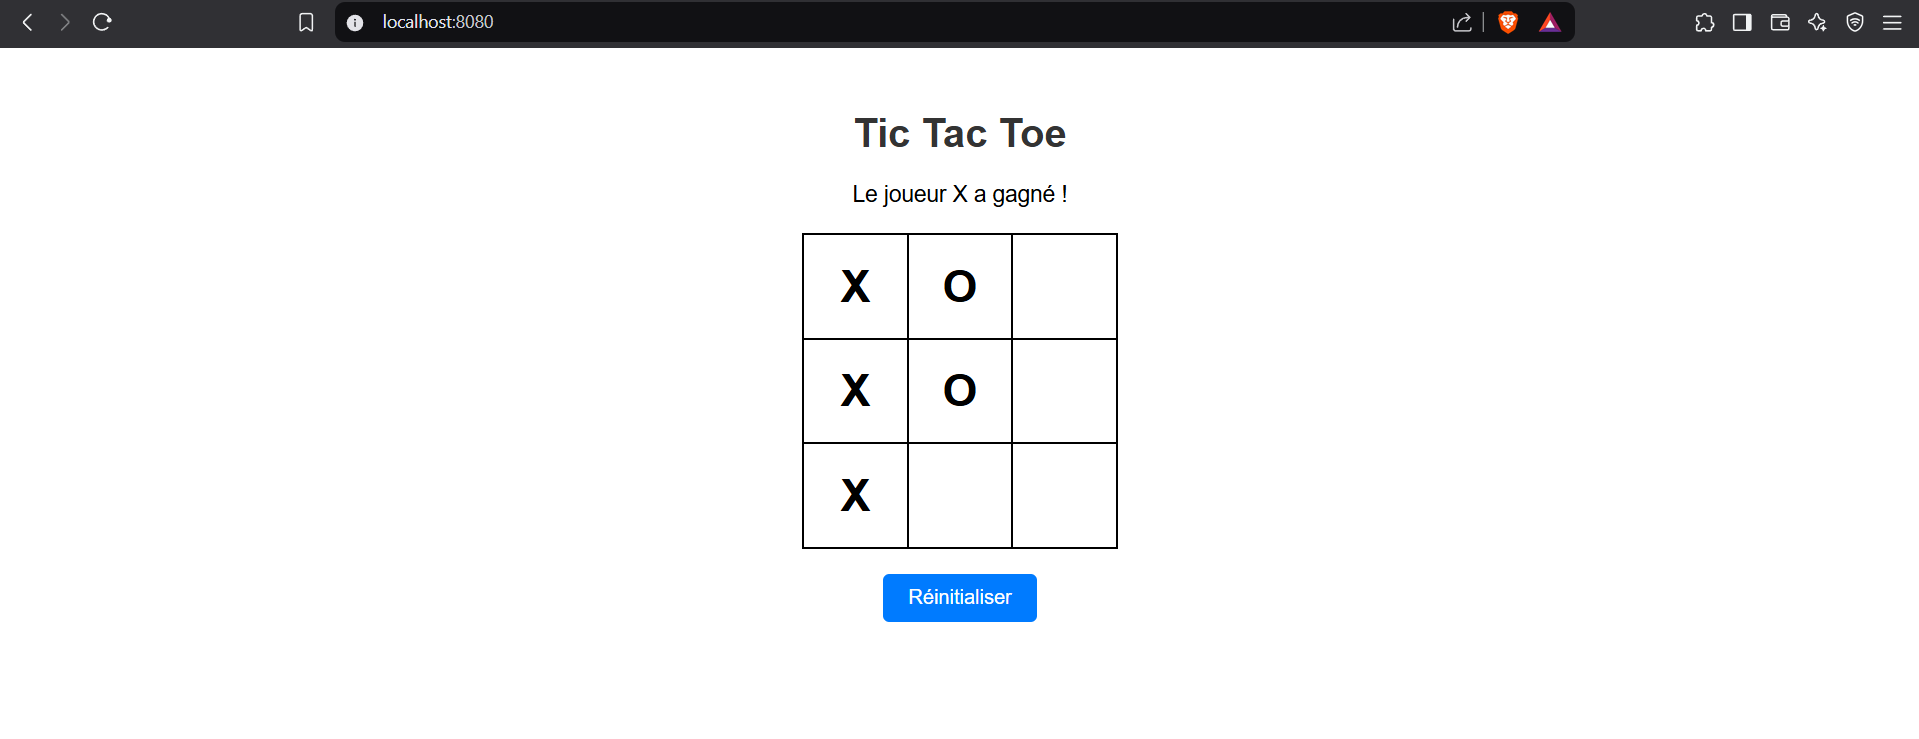 localhost:8080
Tic Tac Toe
Le joueur X a gagné !
X O
X O
X
Réinitialiser